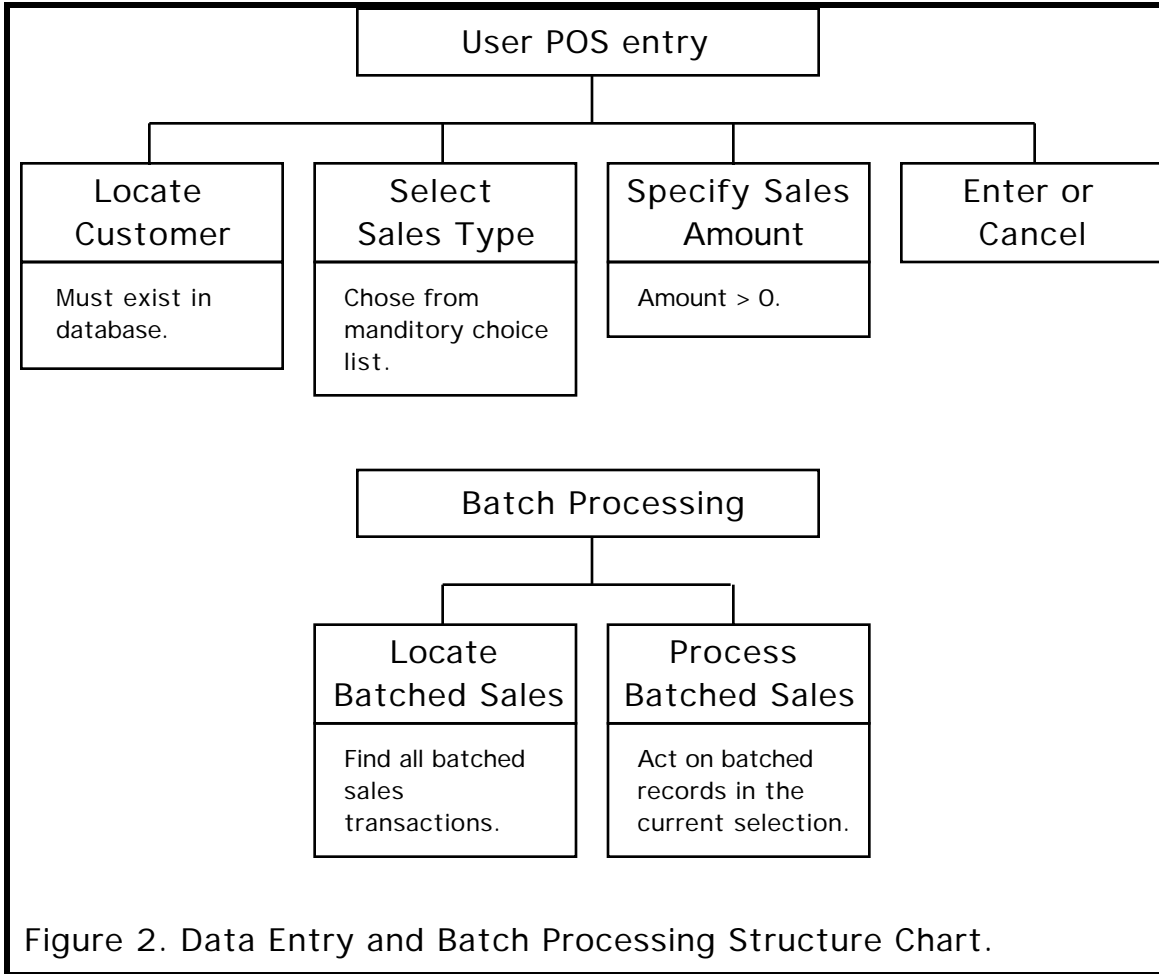 User POS entry
Locate
Customer
Must exist in
database.
Select
Sales Type
Chose from
manditory choice
list.
Specify Sales
Amount
Amount > 0.
Enter or
Cancel
Batch Processing
Locate
Batched Sales
Find all batched
sales
transactions.
Process
Batched Sales
Act on batched
records in the
current selection.
Figure 2. Data Entry and Batch Processing Structure Chart.